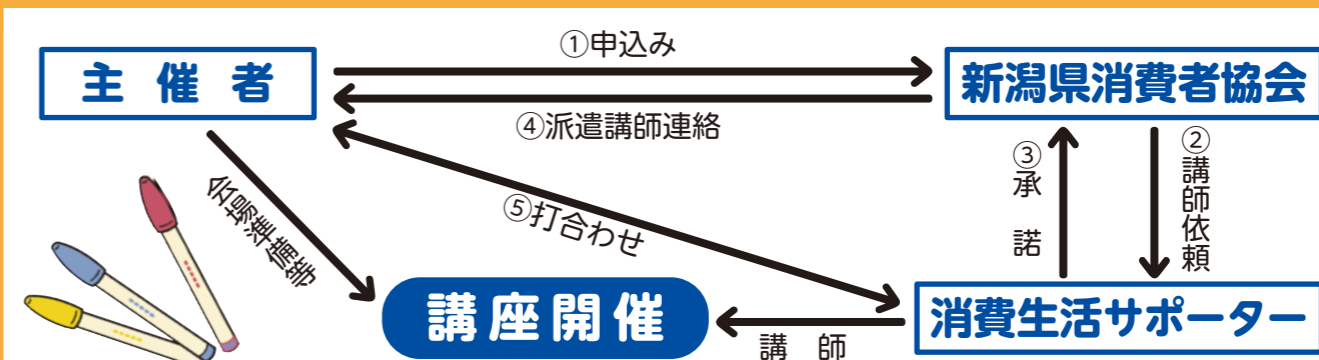 ①申込み
主催者
新潟県消費者協会
④派遣講師連絡
②講師依頼
③承諾
会場準備等
⑤打合わせ
講座開催
消費生活サポーター
講師